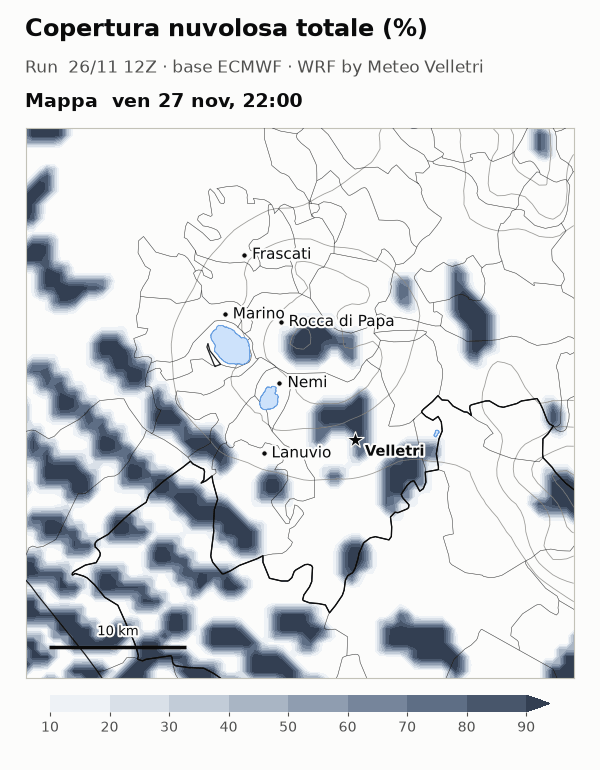 Copertura nuvolosa totale (%)
Run  26/11 12Z · base ECMWF · WRF by Meteo Velletri
Mappa  ven 27 nov, 22:00
Frascati
Marino
Rocca di Papa
Nemi
Velletri
Lanuvio
10 km
10 20 30 40 50 60 70 80 90